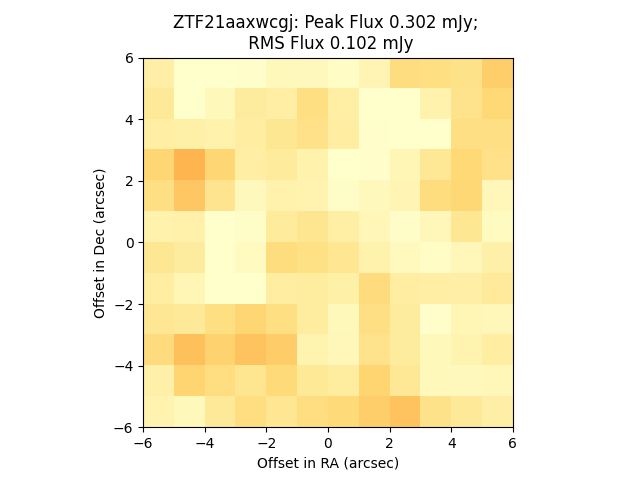 ZTF21aaxwcgj: Peak Flux 0.302 mJy;
RMS Flux 0.102 mJy
6
4
2
0
−2
−4
−6
Offset in Dec (arcsec)
−6 −4 −2 0 2 4 6
Offset in RA (arcsec)